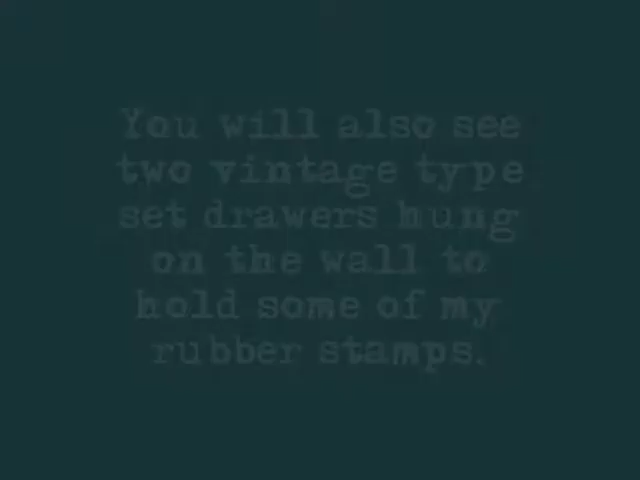 You will also see
two vintage type
set drawers hung
on the wall to
hold some of my
rubber stamps.